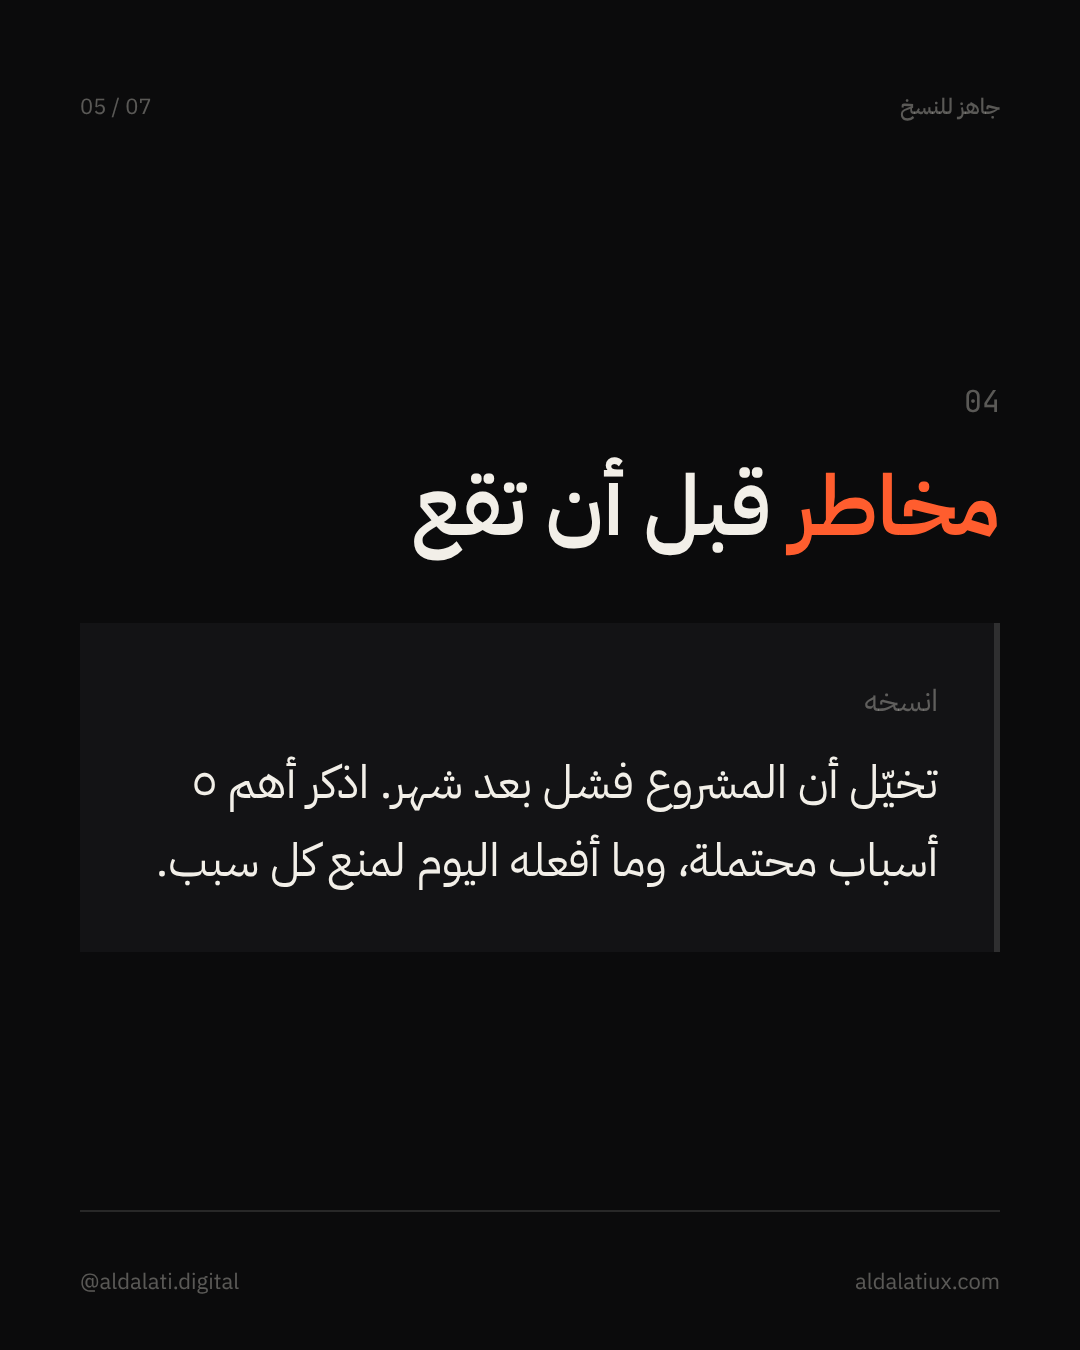 جاهز للنسخ
05 / 07
04
مخاطر قبل أن تقع
انسخه
تخيّل أن المشروع فشل بعد شهر. اذكر أهم ٥
أسباب محتملة، وما أفعله اليوم لمنع كل سبب.
@aldalati.digital
aldalatiux.com